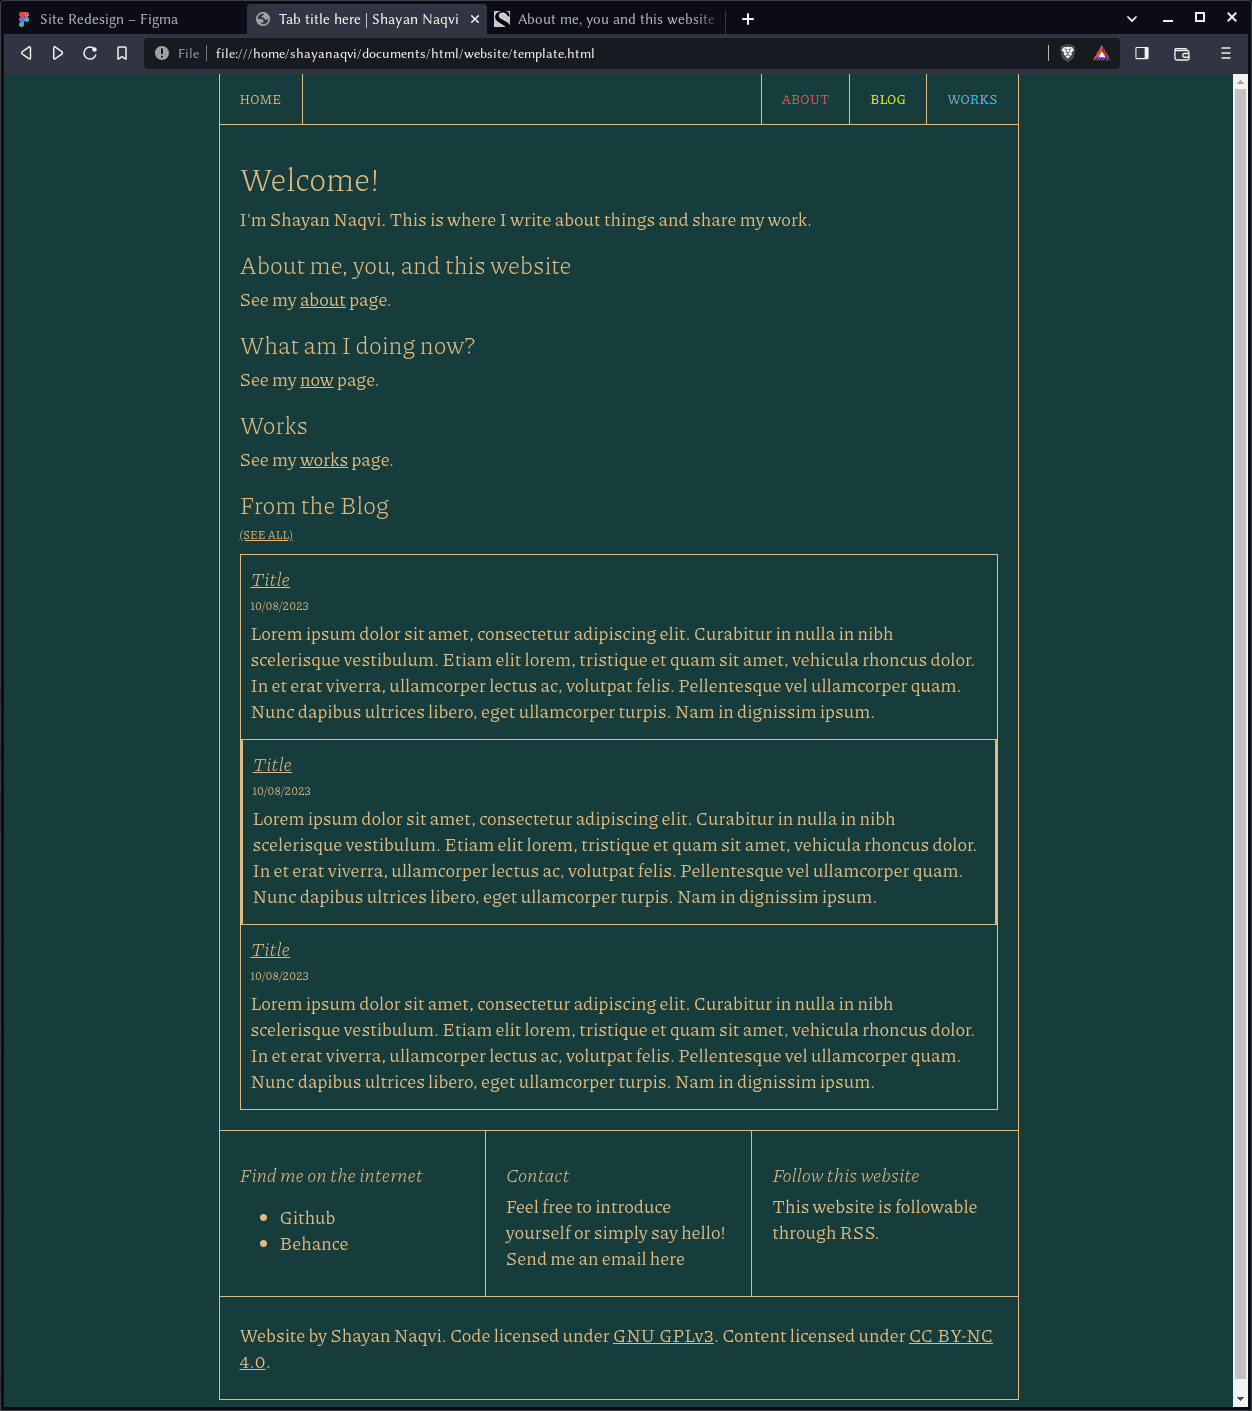 Site Redesign – Figma
Tab title here | Shayan Naqvi
About me, you and this website
File
file:///home/shayanaqvi/documents/html/website/template.html
HOME
ABOUT
BLOG
WORKS
Welcome!
I'm Shayan Naqvi. This is where I write about things and share my work.
About me, you, and this website
See my about page.
What am I doing now?
See my now page.
Works
See my works page.
From the Blog
(SEE ALL)
Title
10/08/2023
Lorem ipsum dolor sit amet, consectetur adipiscing elit. Curabitur in nulla in nibh
scelerisque vestibulum. Etiam elit lorem, tristique et quam sit amet, vehicula rhoncus dolor.
In et erat viverra, ullamcorper lectus ac, volutpat felis. Pellentesque vel ullamcorper quam.
Nunc dapibus ultrices libero, eget ullamcorper turpis. Nam in dignissim ipsum.
Title
10/08/2023
Lorem ipsum dolor sit amet, consectetur adipiscing elit. Curabitur in nulla in nibh
scelerisque vestibulum. Etiam elit lorem, tristique et quam sit amet, vehicula rhoncus dolor.
In et erat viverra, ullamcorper lectus ac, volutpat felis. Pellentesque vel ullamcorper quam.
Nunc dapibus ultrices libero, eget ullamcorper turpis. Nam in dignissim ipsum.
Title
10/08/2023
Lorem ipsum dolor sit amet, consectetur adipiscing elit. Curabitur in nulla in nibh
scelerisque vestibulum. Etiam elit lorem, tristique et quam sit amet, vehicula rhoncus dolor.
In et erat viverra, ullamcorper lectus ac, volutpat felis. Pellentesque vel ullamcorper quam.
Nunc dapibus ultrices libero, eget ullamcorper turpis. Nam in dignissim ipsum.
Find me on the internet
Github
Behance
Contact
Feel free to introduce
yourself or simply say hello!
Send me an email here
Follow this website
This website is followable
through RSS.
Website by Shayan Naqvi. Code licensed under GNU GPLv3. Content licensed under CC BY-NC
4.0.